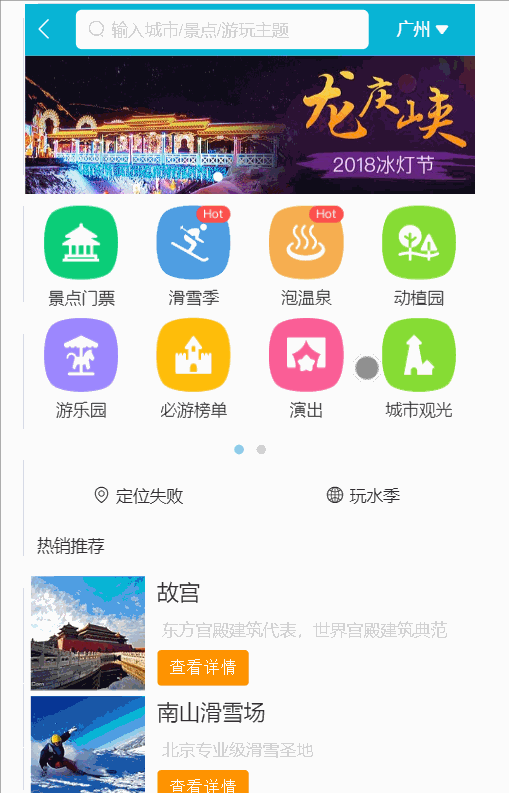 输入城市/景点/游玩主题
广州
龙庆峡
2018冰灯节
Hot
Hot
景点门票
滑雪季
泡温泉
动植园
游乐园
必游榜单
演出
城市观光
定位失败
玩水季
热销推荐
故宫
东方宫殿建筑代表，世界宫殿建筑典范
查看详情
南山滑雪场
北京专业级滑雪圣地
查看详情